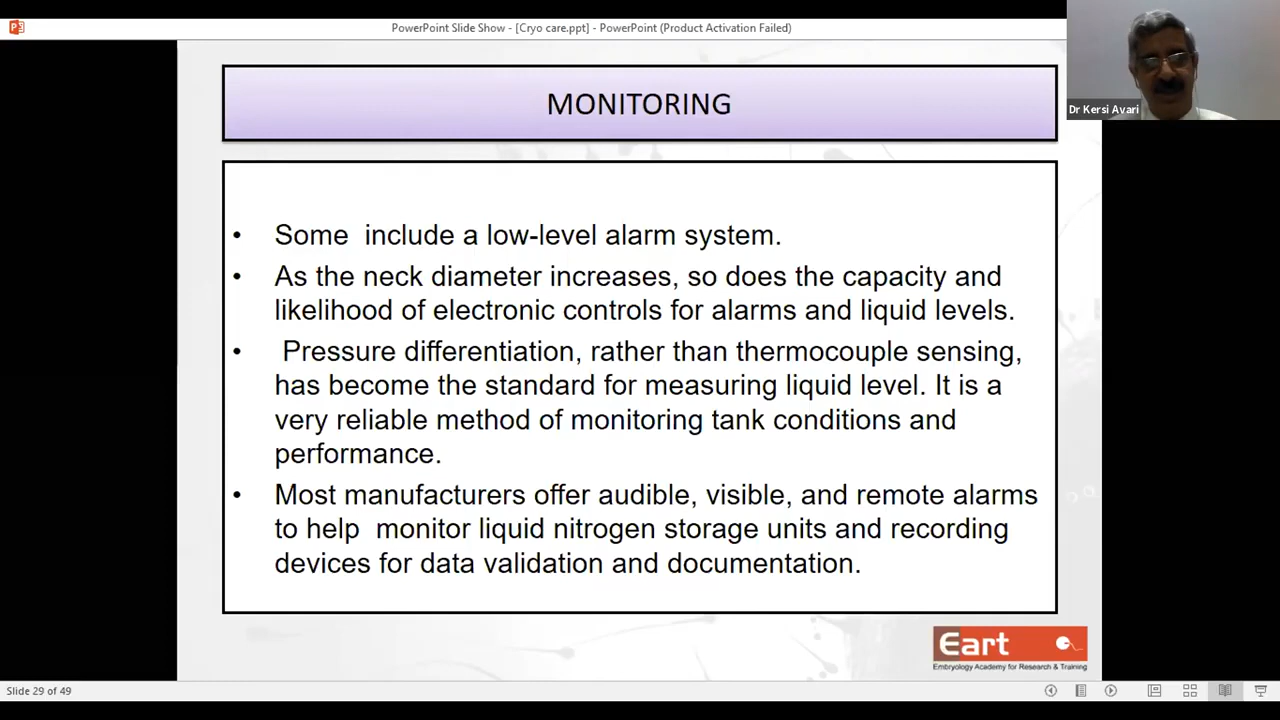 PowerPoint Slide Show - [Cryo care.ppt] - PowerPoint (Product Activation Failed)
Dr Kersi Avari
MONITORING
• Some  include a low-level alarm system.
• As the neck diameter increases, so does the capacity and
likelihood of electronic controls for alarms and liquid levels.
• Pressure differentiation, rather than thermocouple sensing,
has become the standard for measuring liquid level. It is a
very reliable method of monitoring tank conditions and
performance.
• Most manufacturers offer audible, visible, and remote alarms
to help  monitor liquid nitrogen storage units and recording
devices for data validation and documentation.
Eart
Embryology Academy for Research & Training
Slide 29 of 49